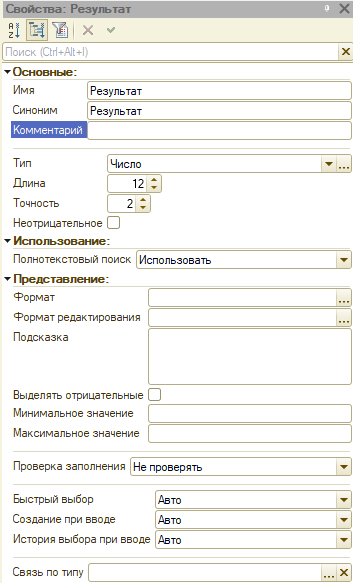 Свойства: Результат
Поиск (Ctrl+Alt+I)
Основные:
Имя Результат
Синоним Результат
Комментарий
Тип Число
Длина 12
Точность 2
Неотрицательное
Использование:
Полнотекстовый поиск Использовать
Представление:
Формат
Формат редактирования
Подсказка
Выделять отрицательные
Минимальное значение
Максимальное значение
Проверка заполнения Не проверять
Быстрый выбор Авто
Создание при вводе Авто
История выбора при вводе Авто
Связь по типу